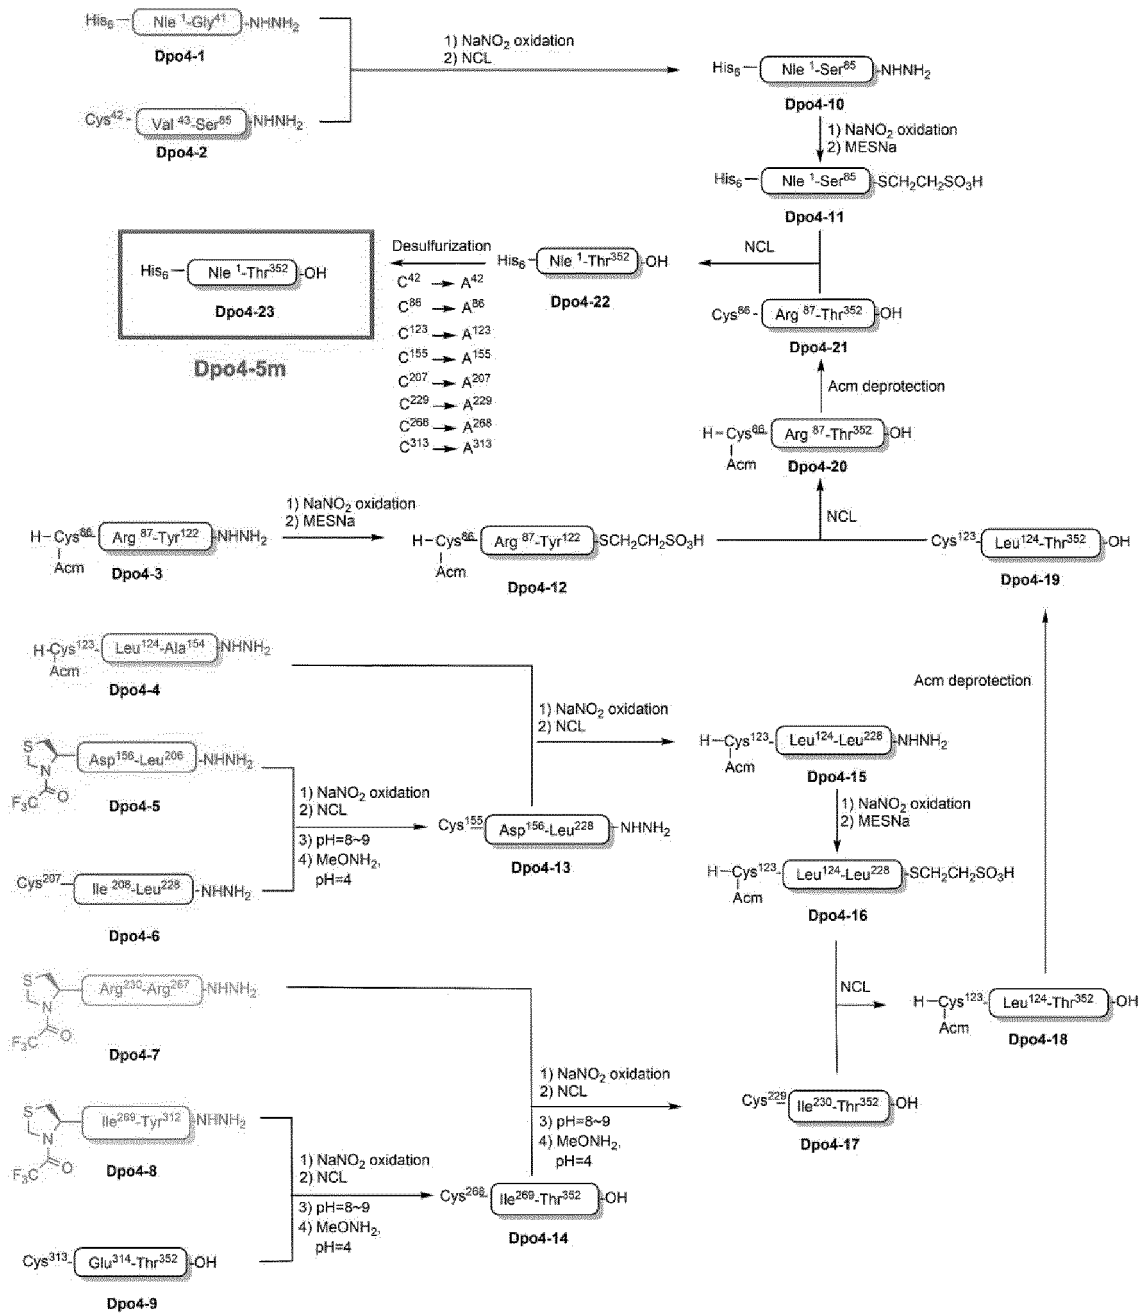 His6 Nle 1-Gly41 NHNH2
Dpo4-1
1) NaNO2 oxidation
2) NCL
His6 Nle 1-Ser85 NHNH2
Dpo4-10
Cys42- Val 43-Ser85 NHNH2
Dpo4-2
1) NaNO2 oxidation
2) MESNa
His6 Nle 1-Ser85 SCH2CH2SO3H
Dpo4-11
NCL
Desulfurization
His6 Nle 1-Thr352 OH
Dpo4-23
His6 Nle 1-Thr352 OH
Dpo4-22
Dpo4-5m
C42 → A42
C86 → A86
C123 → A123
C155 → A155
C207 → A207
C229 → A229
C268 → A268
C313 → A313
Cys86- Arg 87-Thr352 OH
Dpo4-21
Acm deprotection
H-Cys86 Arg 87-Thr352 OH
Acm
Dpo4-20
NCL
H-Cys86 Arg 87-Tyr122 NHNH2
Acm
Dpo4-3
1) NaNO2 oxidation
2) MESNa
H-Cys86 Arg 87-Tyr122 SCH2CH2SO3H
Acm
Dpo4-12
Cys123- Leu124-Thr352 OH
Dpo4-19
H-Cys123- Leu124-Ala154 NHNH2
Acm
Dpo4-4
Acm deprotection
1) NaNO2 oxidation
2) NCL
H-Cys123- Leu124-Leu228 NHNH2
Acm
Dpo4-15
S
N
F3C O
Asp156-Leu206 NHNH2
Dpo4-5
1) NaNO2 oxidation
2) NCL
3) pH=8~9
4) MeONH2,
pH=4
Cys155 Asp156-Leu228 NHNH2
Dpo4-13
1) NaNO2 oxidation
2) MESNa
Cys207- Ile 208-Leu228 NHNH2
Dpo4-6
H-Cys123- Leu124-Leu228 SCH2CH2SO3H
Acm
Dpo4-16
S
N
F3C O
Arg230-Arg267 NHNH2
Dpo4-7
NCL
H-Cys123- Leu124-Thr352 OH
Acm
Dpo4-18
1) NaNO2 oxidation
2) NCL
3) pH=8~9
4) MeONH2,
pH=4
Cys229 Ile230-Thr352 OH
Dpo4-17
S
N
F3C O
Ile269-Tyr312 NHNH2
Dpo4-8
1) NaNO2 oxidation
2) NCL
3) pH=8~9
4) MeONH2,
pH=4
Cys268- Ile269-Thr352 OH
Dpo4-14
Cys313- Glu314-Thr352 OH
Dpo4-9